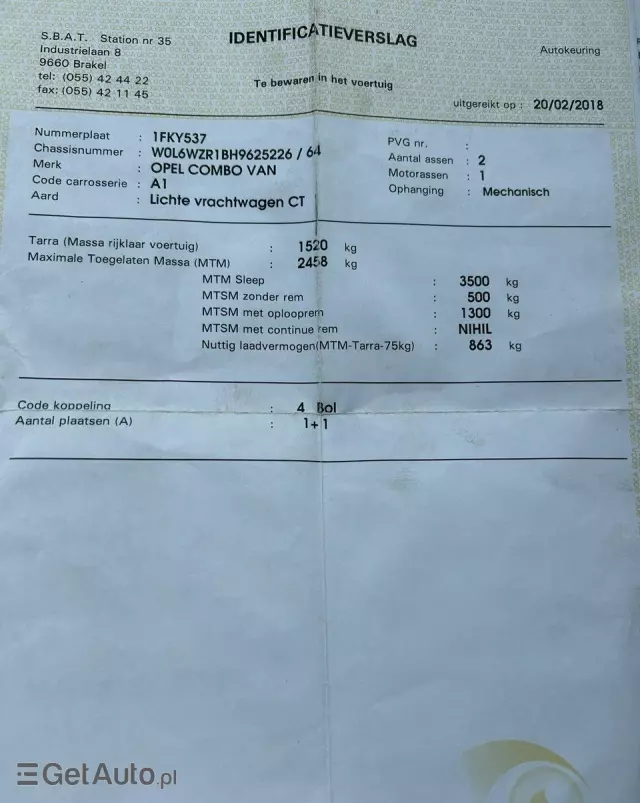 S.B.A.T. Station nr 35
Industrielaan 8
9660 Brakel
tel: (055) 42 44 22
fax: (055) 42 11 45
IDENTIFICATIEVERSLAG
Te bewaren in het voertuig
Autokeuring
uitgereikt op : 20/02/2018
Nummerplaat : 1FKY537
Chassisnummer : W0L6WZR1BH9625226 / 64
Merk : OPEL COMBO VAN
Code carrosserie : A1
Aard : Lichte vrachtwagen CT
PVG nr. :
Aantal assen : 2
Motorassen : 1
Ophanging : Mechanisch
Tarra (Massa rijklaar voertuig) : 1520 kg
Maximale Toegelaten Massa (MTM) : 2458 kg
MTM Sleep : 3500 kg
MTSM zonder rem : 500 kg
MTSM met oplooprem : 1300 kg
MTSM met continue rem : NIHIL
Nuttig laadvermogen(MTM-Tarra-75kg) : 863 kg
Code koppeling : 4 Bol
Aantal plaatsen (A) : 1+1
GetAuto.pl